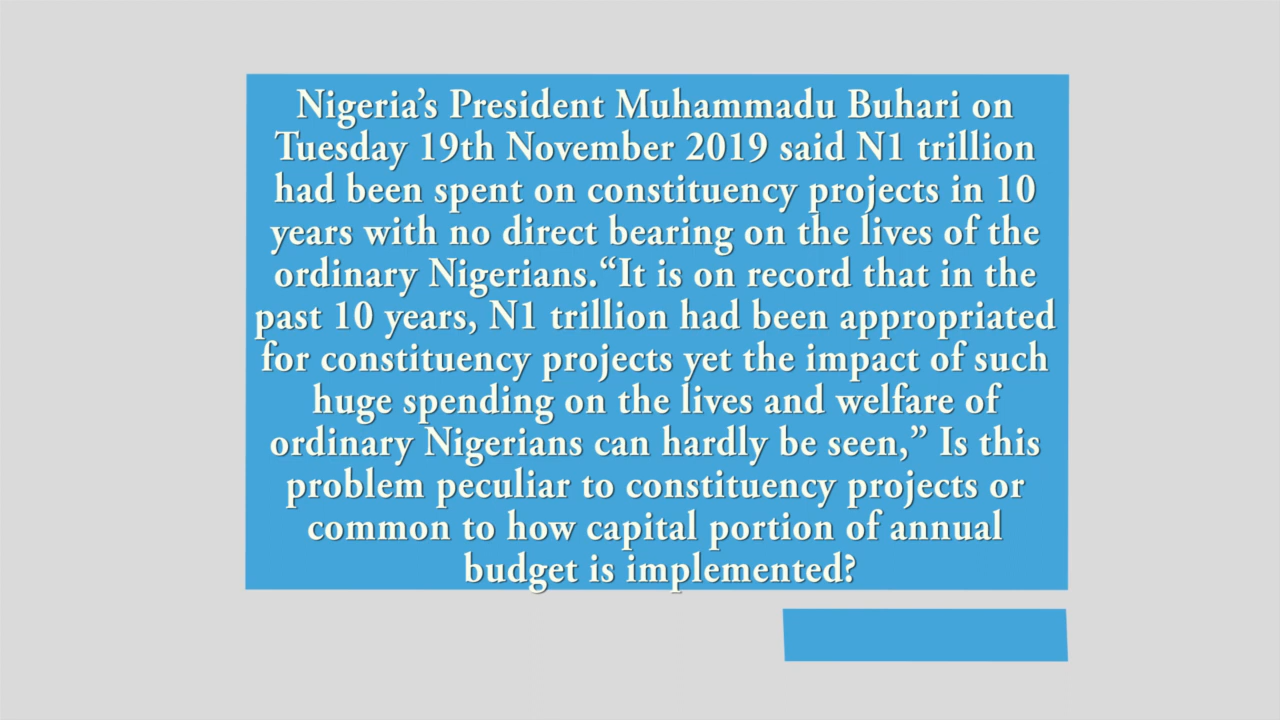 Nigeria’s President Muhammadu Buhari on
Tuesday 19th November 2019 said N1 trillion
had been spent on constituency projects in 10
years with no direct bearing on the lives of the
ordinary Nigerians.“It is on record that in the
past 10 years, N1 trillion had been appropriated
for constituency projects yet the impact of such
huge spending on the lives and welfare of
ordinary Nigerians can hardly be seen,” Is this
problem peculiar to constituency projects or
common to how capital portion of annual
budget is implemented?